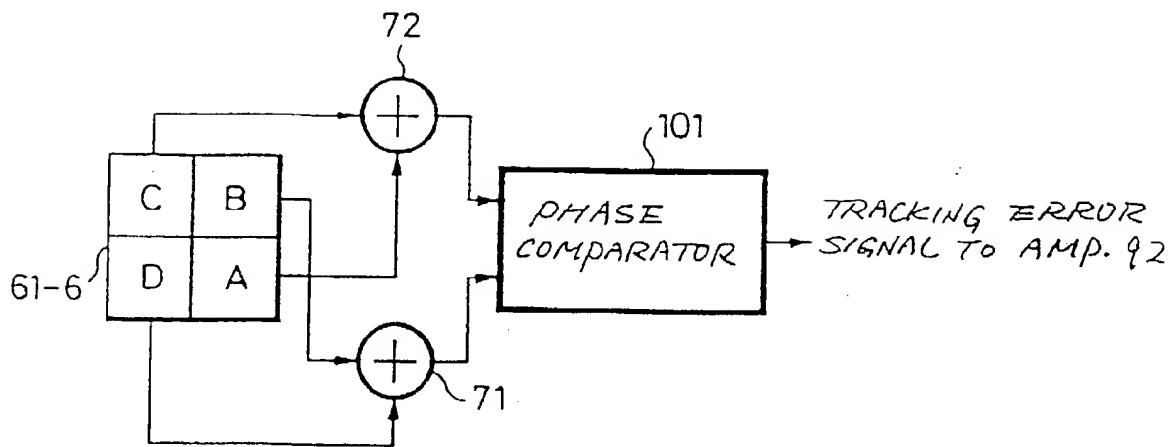 72
101
C B
D A
61-6
PHASE
COMPARATOR
TRACKING ERROR
SIGNAL TO AMP. 92
71